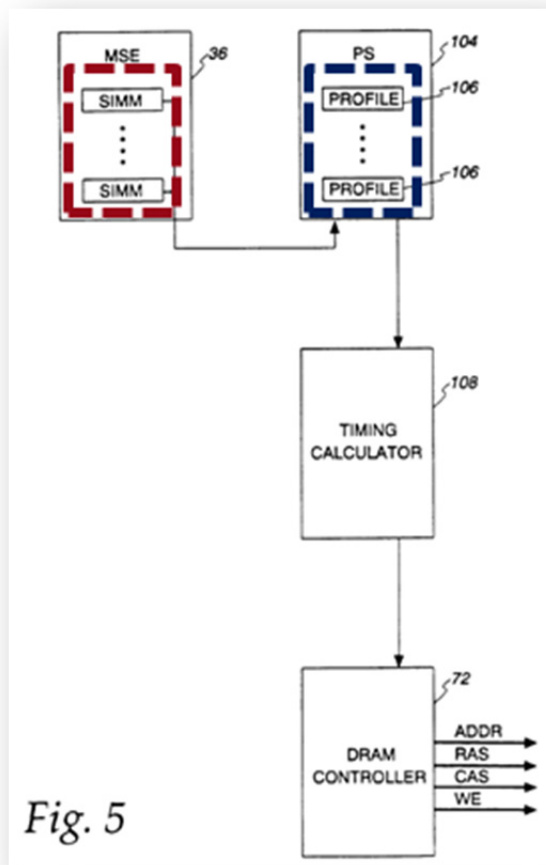 MSE
36
SIMM
SIMM
PS
104
PROFILE
106
PROFILE
106
TIMING
CALCULATOR
108
DRAM
CONTROLLER
72
ADDR
RAS
CAS
WE
Fig. 5